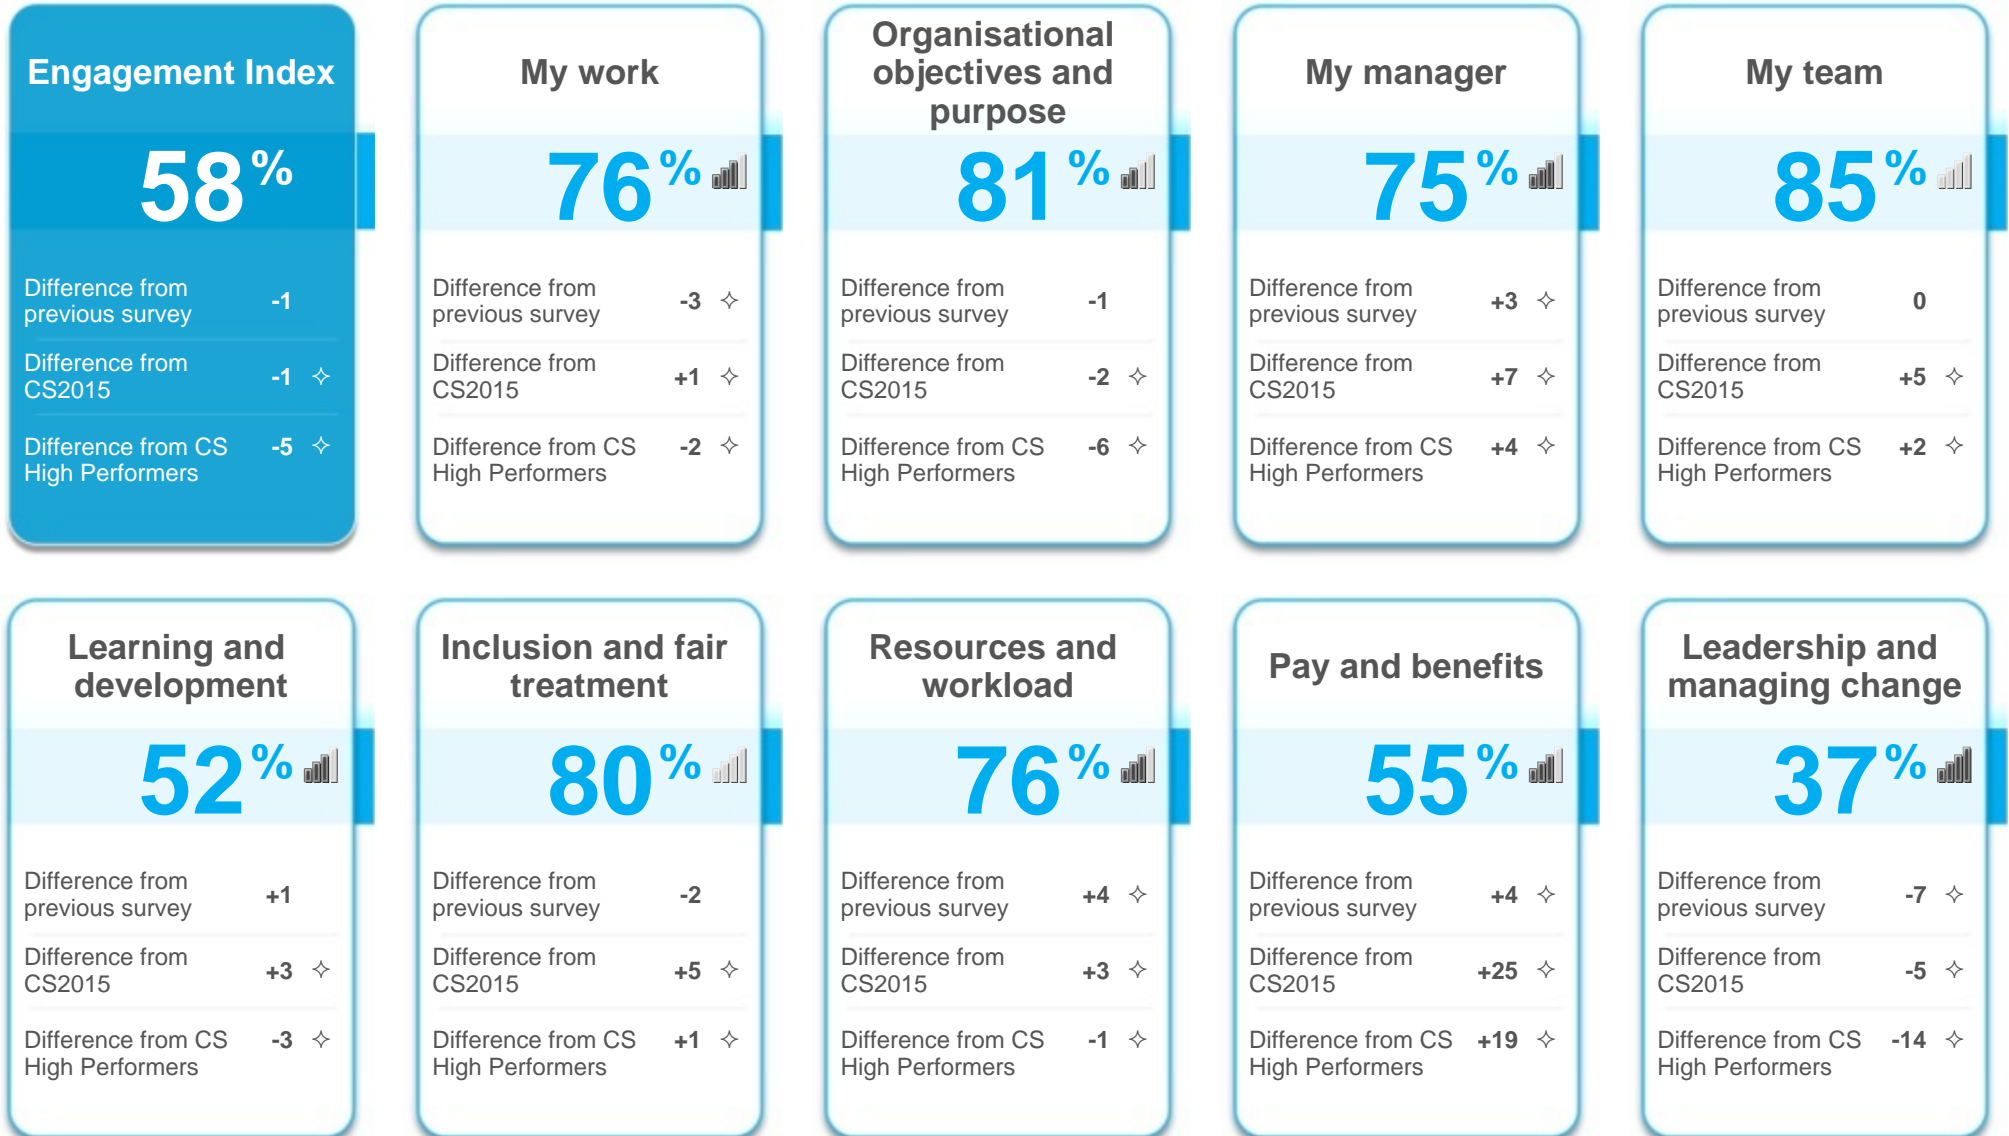 Engagement Index
58%
Difference from
previous survey
-1
Difference from
CS2015
-1 ✧
Difference from CS
High Performers
-5 ✧
My work
76%
Difference from
previous survey
-3 ✧
Difference from
CS2015
+1 ✧
Difference from CS
High Performers
-2 ✧
Organisational
objectives and
purpose
81%
Difference from
previous survey
-1
Difference from
CS2015
-2 ✧
Difference from CS
High Performers
-6 ✧
My manager
75%
Difference from
previous survey
+3 ✧
Difference from
CS2015
+7 ✧
Difference from CS
High Performers
+4 ✧
My team
85%
Difference from
previous survey
0
Difference from
CS2015
+5 ✧
Difference from CS
High Performers
+2 ✧
Learning and
development
52%
Difference from
previous survey
+1
Difference from
CS2015
+3 ✧
Difference from CS
High Performers
-3 ✧
Inclusion and fair
treatment
80%
Difference from
previous survey
-2
Difference from
CS2015
+5 ✧
Difference from CS
High Performers
+1 ✧
Resources and
workload
76%
Difference from
previous survey
+4 ✧
Difference from
CS2015
+3 ✧
Difference from CS
High Performers
-1 ✧
Pay and benefits
55%
Difference from
previous survey
+4 ✧
Difference from
CS2015
+25 ✧
Difference from CS
High Performers
+19 ✧
Leadership and
managing change
37%
Difference from
previous survey
-7 ✧
Difference from
CS2015
-5 ✧
Difference from CS
High Performers
-14 ✧